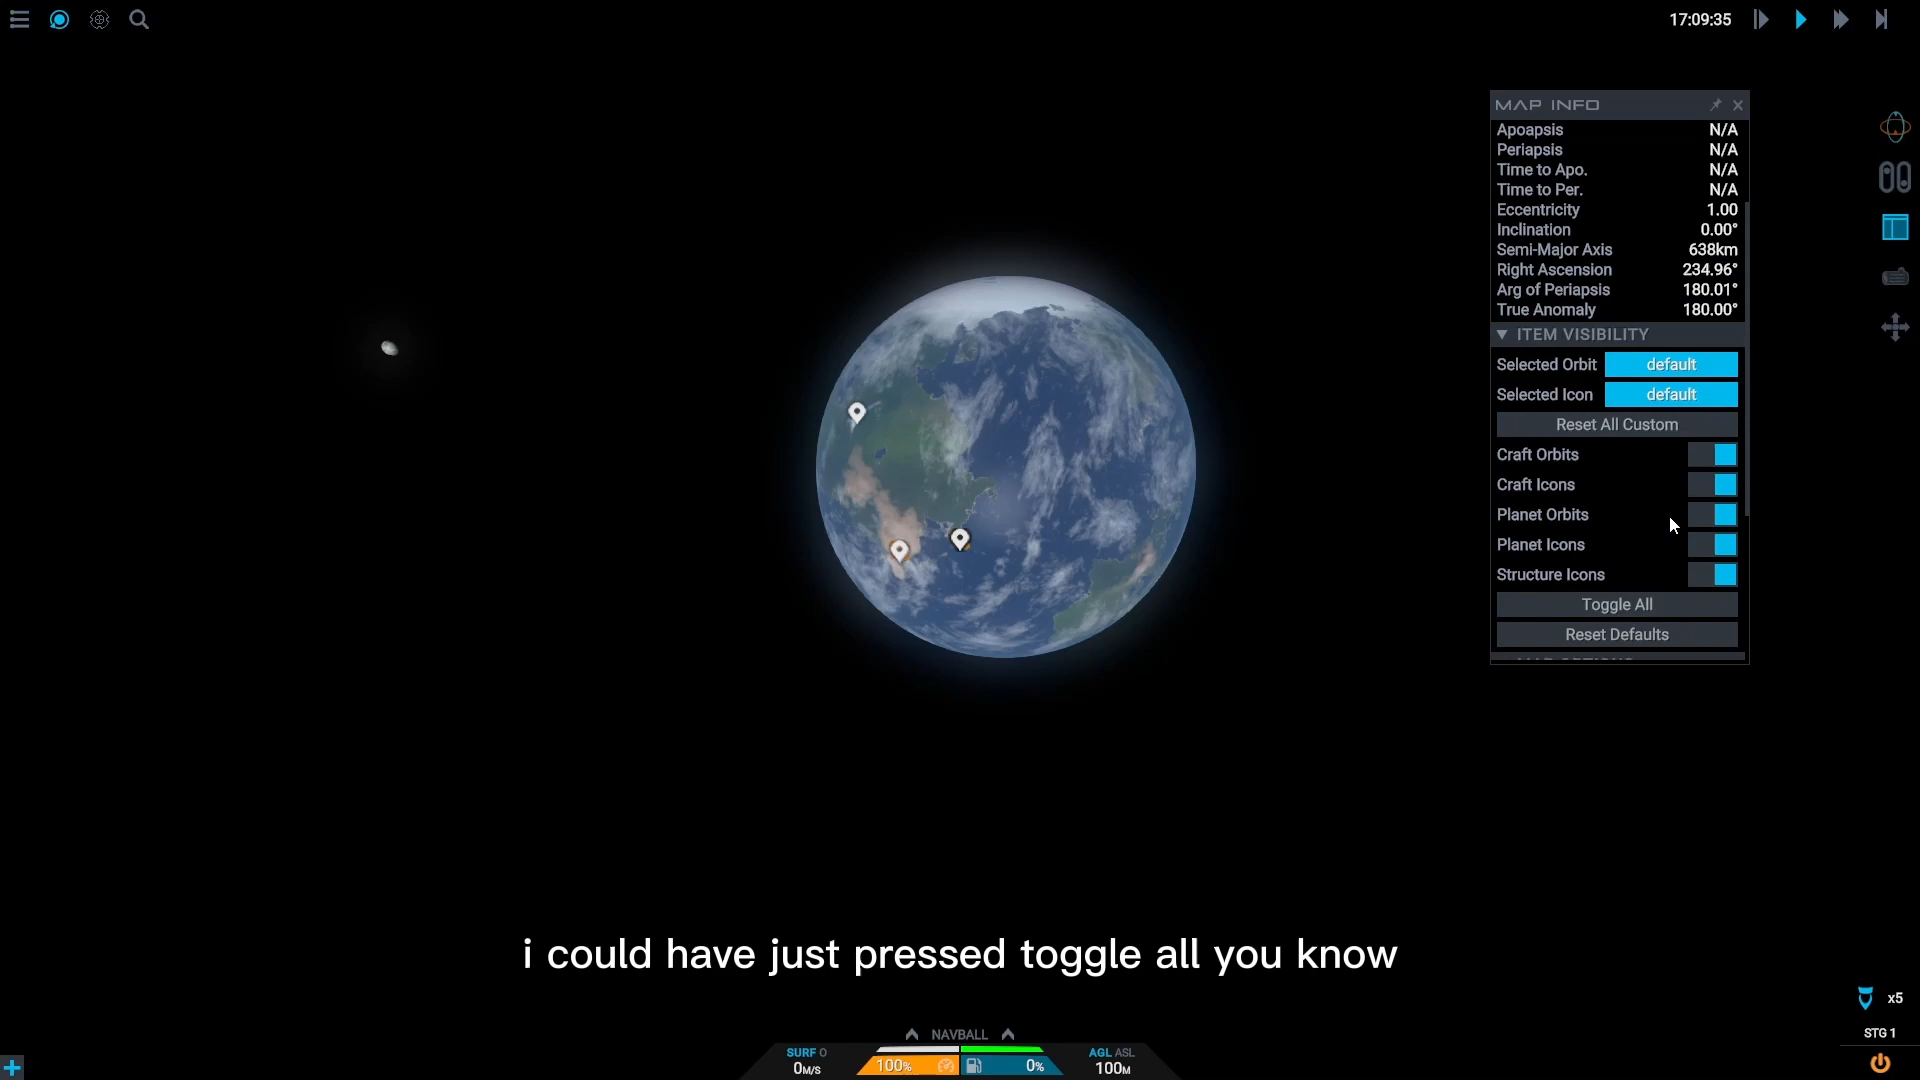 17:09:35
MAP INFO
Apoapsis N/A
Periapsis N/A
Time to Apo. N/A
Time to Per. N/A
Eccentricity 1.00
Inclination 0.00°
Semi-Major Axis 638km
Right Ascension 234.96°
Arg of Periapsis 180.01°
True Anomaly 180.00°
ITEM VISIBILITY
Selected Orbit default
Selected Icon default
Reset All Custom
Craft Orbits
Craft Icons
Planet Orbits
Planet Icons
Structure Icons
Toggle All
Reset Defaults
i could have just pressed toggle all you know
x5
STG 1
NAVBALL
SURF O
0M/S
100%
0%
AGL ASL
100M